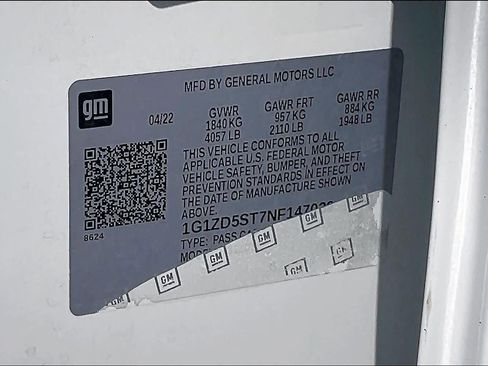 MFD BY GENERAL MOTORS LLC
gm
04/22
GVWR
1840 KG
4057 LB
GAWR FRT
957 KG
2110 LB
GAWR RR
884 KG
1948 LB
THIS VEHICLE CONFORMS TO ALL
APPLICABLE U.S. FEDERAL MOTOR
VEHICLE SAFETY, BUMPER, AND THEFT
PREVENTION STANDARDS IN EFFECT ON
THE DATE OF MANUFACTURE SHOWN
ABOVE.
8624
1G1ZD5ST7NF147
TYPE: PASS
GM
GM
GM
GM
GM
GM
GM
GM